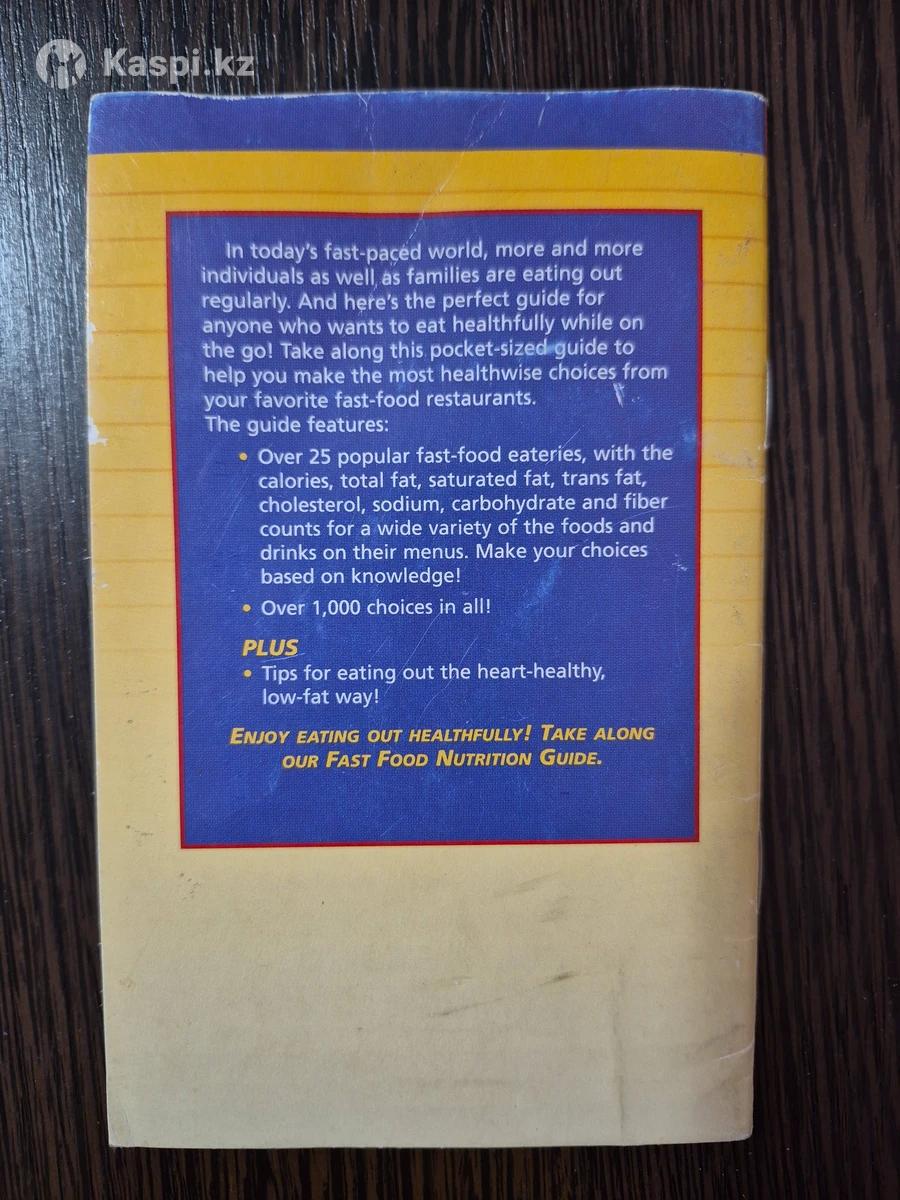 Kaspi.kz
In today's fast-paced world, more and more
individuals as well as families are eating out
regularly. And here's the perfect guide for
anyone who wants to eat healthfully while on
the go! Take along this pocket-sized guide to
help you make the most healthwise choices from
your favorite fast-food restaurants.
The guide features:
• Over 25 popular fast-food eateries, with the
calories, total fat, saturated fat, trans fat,
cholesterol, sodium, carbohydrate and fiber
counts for a wide variety of the foods and
drinks on their menus. Make your choices
based on knowledge!
• Over 1,000 choices in all!
PLUS
• Tips for eating out the heart-healthy,
low-fat way!
ENJOY EATING OUT HEALTHFULLY! TAKE ALONG
OUR FAST FOOD NUTRITION GUIDE.